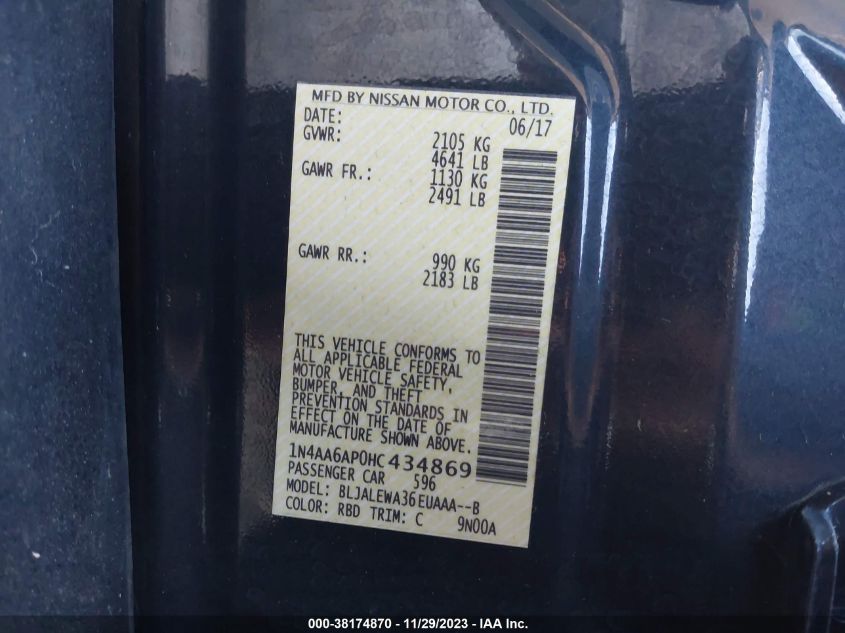 MFD BY NISSAN MOTOR CO., LTD.
DATE: 06/17
GVWR: 2105 KG
4641 LB
GAWR FR.: 1130 KG
2491 LB
GAWR RR.: 990 KG
2183 LB
THIS VEHICLE CONFORMS TO
ALL APPLICABLE FEDERAL
MOTOR VEHICLE SAFETY,
BUMPER, AND THEFT
PREVENTION STANDARDS IN
EFFECT ON THE DATE OF
MANUFACTURE SHOWN ABOVE.
1N4AA6AP0HC434869
PASSENGER CAR 596
MODEL: BLJALEWA36EUAAA--B
COLOR: RBD TRIM: C 9N00A
000-38174870 - 11/29/2023 - IAA Inc.